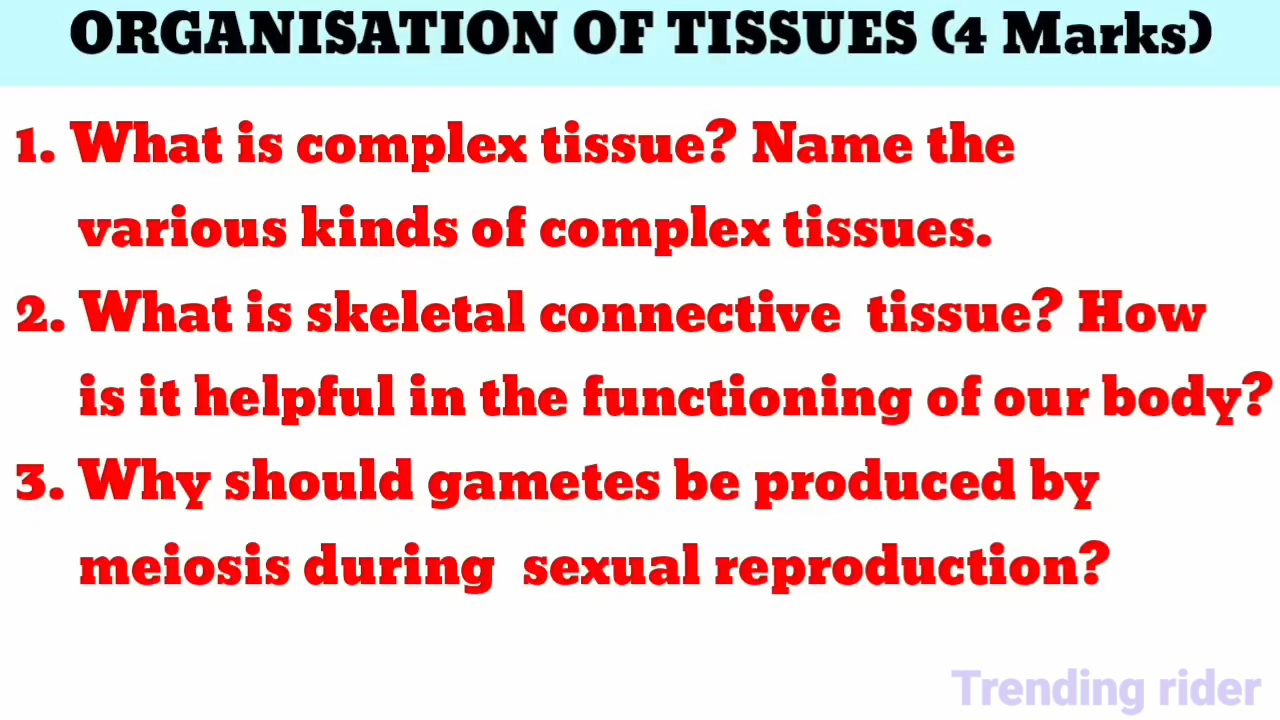 ORGANISATION OF TISSUES (4 Marks)
1. What is complex tissue? Name the
various kinds of complex tissues.
2. What is skeletal connective tissue? How
is it helpful in the functioning of our body?
3. Why should gametes be produced by
meiosis during sexual reproduction?
Trending rider